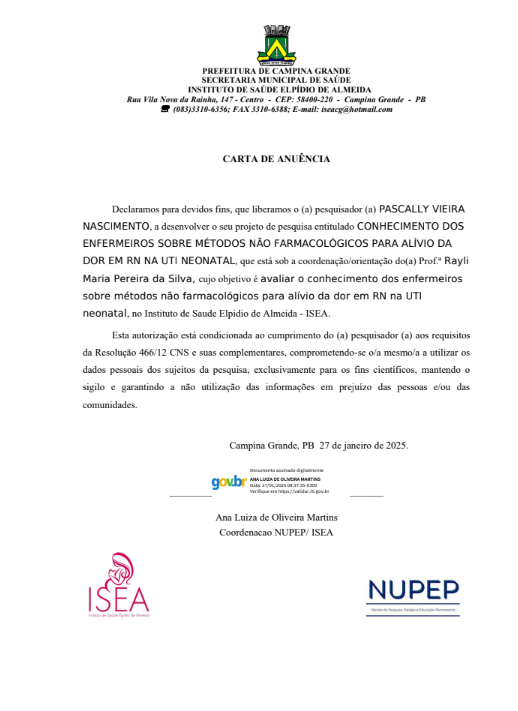 PREFEITURA DE CAMPINA GRANDE
SECRETARIA MUNICIPAL DE SAÚDE
INSTITUTO DE SAÚDE ELPÍDIO DE ALMEIDA
Rua Vila Nova da Rainha, 147 - Centro - CEP: 58400-220 - Campina Grande - PB
☎ (083)3310-6356; FAX 3310-6388; E-mail: iseacg@hotmail.com
CARTA DE ANUÊNCIA
Declaramos para devidos fins, que liberamos o (a) pesquisador (a) PASCALLY VIEIRA
NASCIMENTO, a desenvolver o seu projeto de pesquisa entitulado CONHECIMENTO DOS
ENFERMEIROS SOBRE MÉTODOS NÃO FARMACOLÓGICOS PARA ALÍVIO DA
DOR EM RN NA UTI NEONATAL, que está sob a coordenação/orientação do(a) Prof.ª Rayli
Maria Pereira da Silva, cujo objetivo é avaliar o conhecimento dos enfermeiros
sobre métodos não farmacológicos para alívio da dor em RN na UTI
neonatal, no Instituto de Saude Elpidio de Almeida - ISEA.
Esta autorização está condicionada ao cumprimento do (a) pesquisador (a) aos requisitos
da Resolução 466/12 CNS e suas complementares, comprometendo-se o/a mesmo/a a utilizar os
dados pessoais dos sujeitos da pesquisa, exclusivamente para os fins científicos, mantendo o
sigilo e garantindo a não utilização das informações em prejuízo das pessoas e/ou das
comunidades.
Campina Grande, PB 27 de janeiro de 2025.
gov.br
Documento assinado digitalmente
ANA LUIZA DE OLIVEIRA MARTINS
Data: 27/01/2025 08:37:35-0300
Verifique em https://validar.iti.gov.br
Ana Luiza de Oliveira Martins
Coordenacao NUPEP/ ISEA
ISEA
Instituto de Saúde Elpídio de Almeida
NUPEP
Núcleo de Pesquisa, Estágio e Educação Permanente